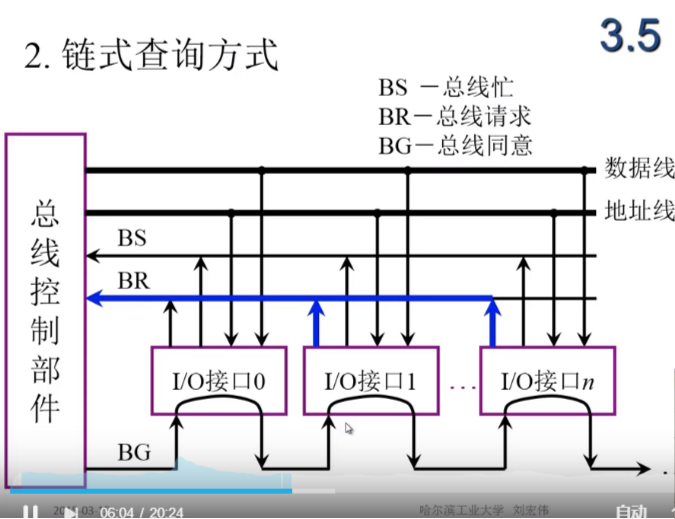 3.5
2. 链式查询方式
BS －总线忙
BR－总线请求
BG－总线同意
数据线
地址线
总线控制部件
BS
BR
I/O接口0
I/O接口1
…
I/O接口n
BG
06:04 / 20:24
哈尔滨工业大学 刘宏伟
自动